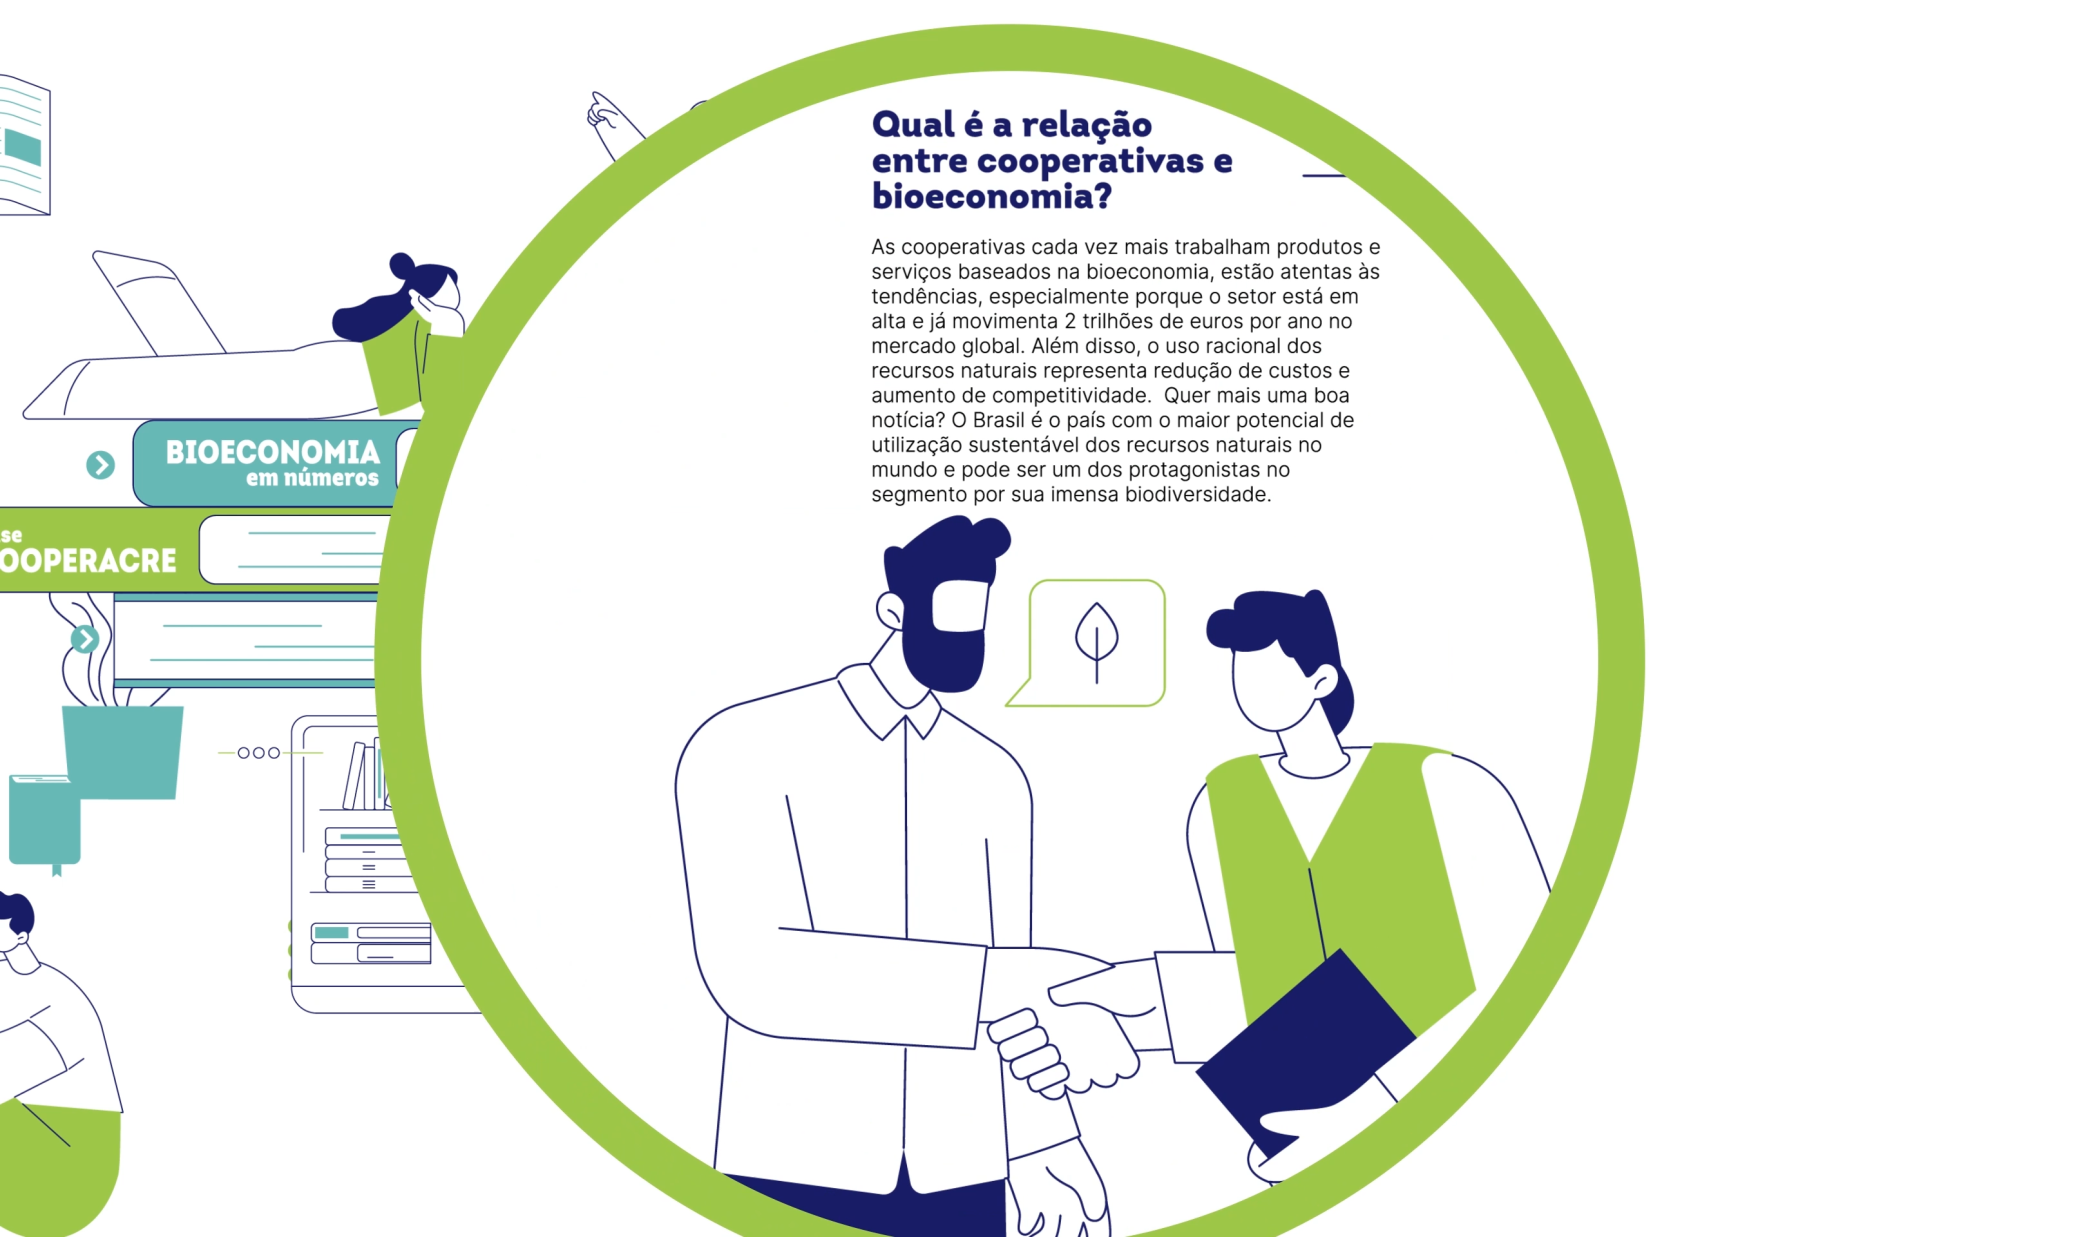 Qual é a relação
entre cooperativas e
bioeconomia?
As cooperativas cada vez mais trabalham produtos e
serviços baseados na bioeconomia, estão atentas às
tendências, especialmente porque o setor está em
alta e já movimenta 2 trilhões de euros por ano no
mercado global. Além disso, o uso racional dos
recursos naturais representa redução de custos e
aumento de competitividade.  Quer mais uma boa
notícia? O Brasil é o país com o maior potencial de
utilização sustentável dos recursos naturais no
mundo e pode ser um dos protagonistas no
segmento por sua imensa biodiversidade.
BIOECONOMIA
em números
se
OOPERACRE